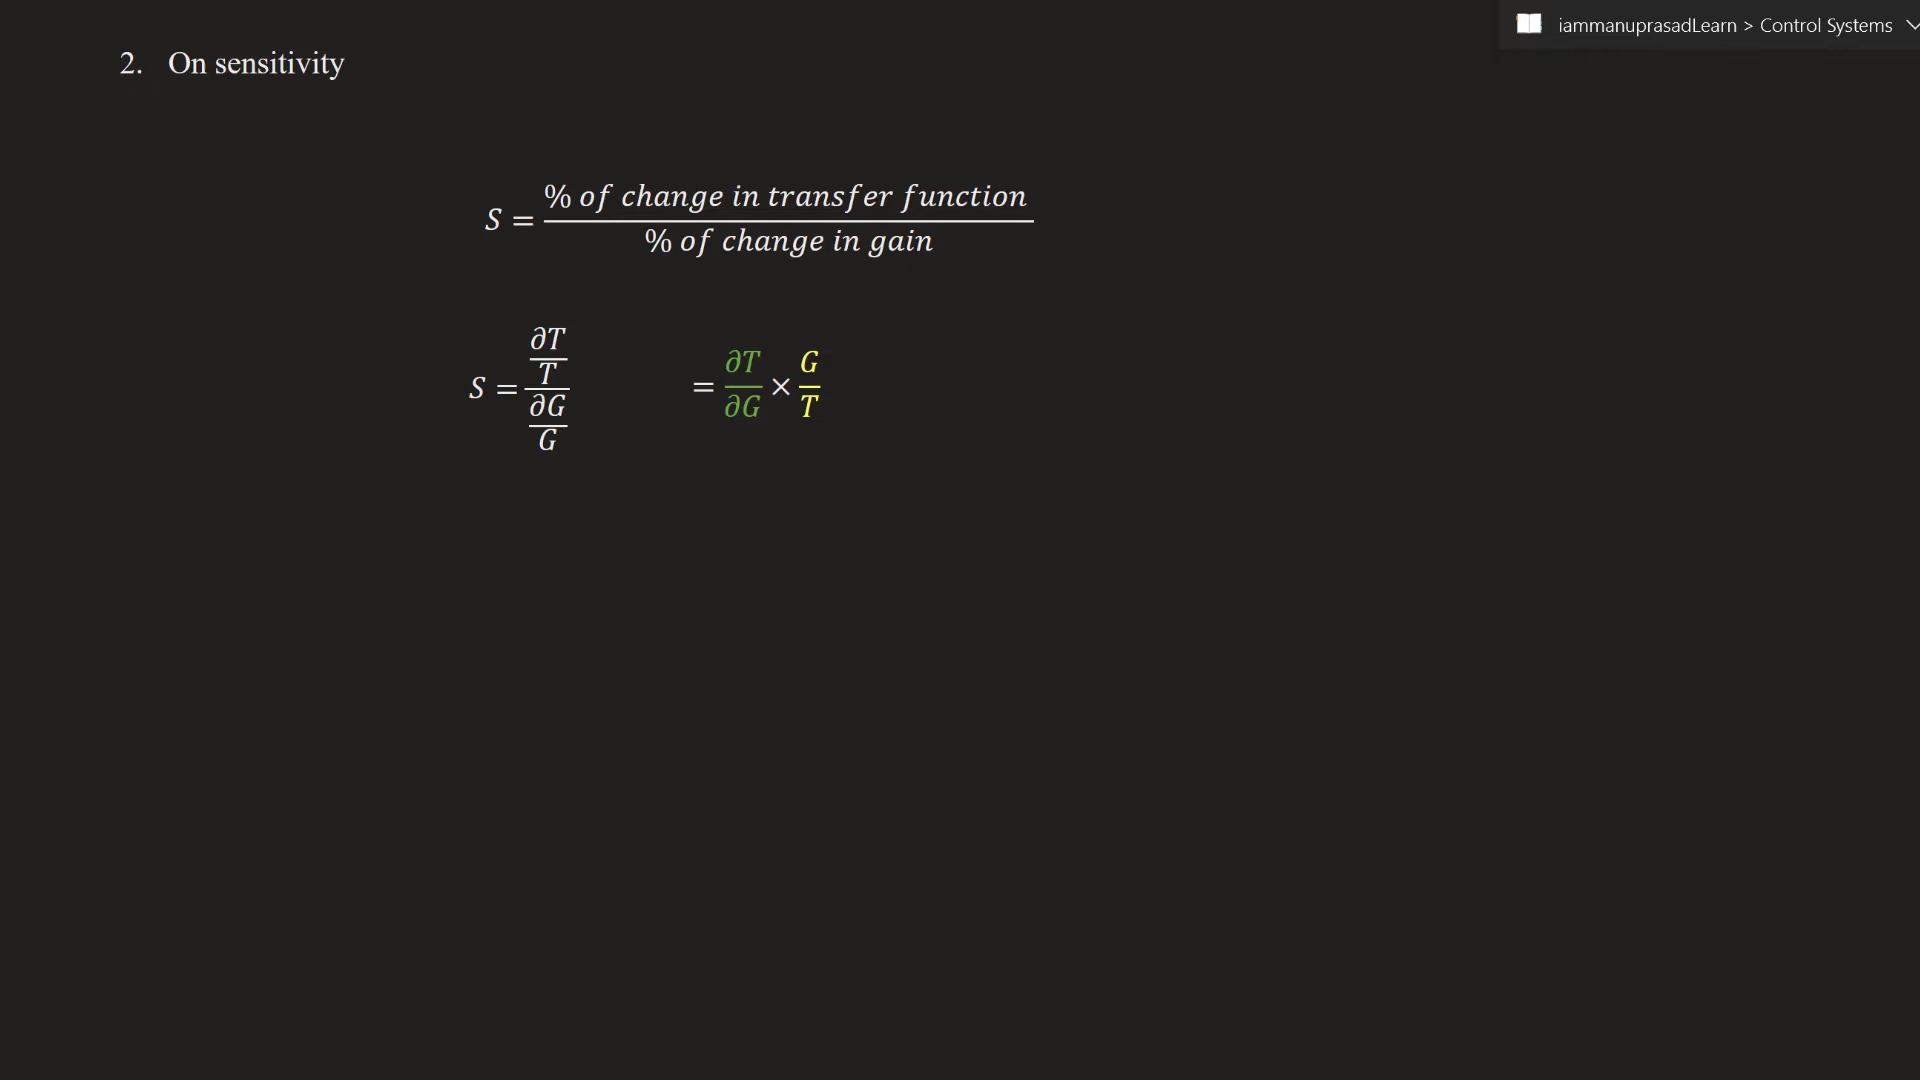 iammanuprasadLearn > Control Systems
2. On sensitivity
S = % of change in transfer function / % of change in gain
S = (∂T/T) / (∂G/G) = ∂T/∂G × G/T